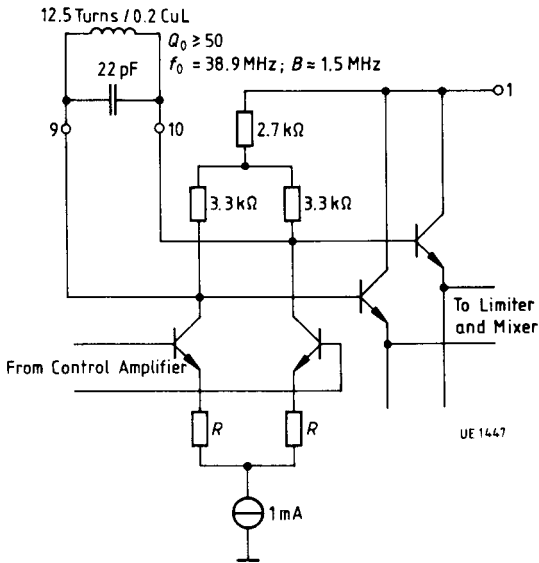 12.5 Turns / 0.2 CuL
Q₀ ≥ 50
f₀ = 38.9 MHz; B ≈ 1.5 MHz
22 pF
9
10
1
2.7 kΩ
3.3 kΩ
3.3 kΩ
To Limiter
and Mixer
From Control Amplifier
R
R
UE 1447
1 mA